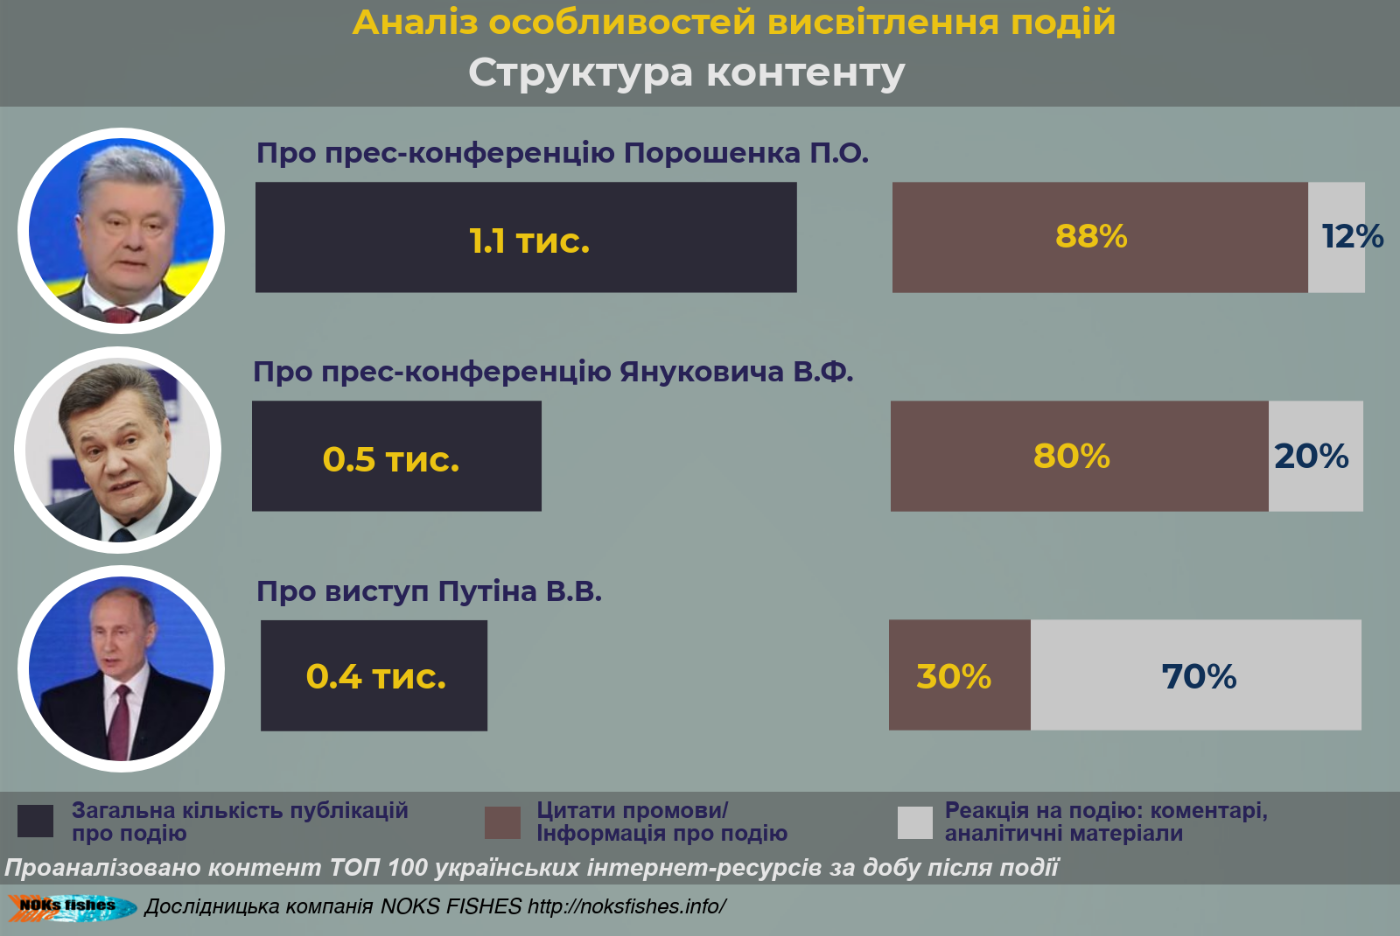 Аналіз особливостей висвітлення подій
Структура контенту
Про прес-конференцію Порошенка П.О.
1.1 тис.
88%
12%
Про прес-конференцію Януковича В.Ф.
0.5 тис.
80%
20%
Про виступ Путіна В.В.
0.4 тис.
30%
70%
Загальна кількість публікацій
про подію
Цитати промови/
Інформація про подію
Реакція на подію: коментарі,
аналітичні матеріали
Проаналізовано контент ТОП 100 українських інтернет-ресурсів за добу після події
NOKs fishes
Дослідницька компанія NOKS FISHES http://noksfishes.info/